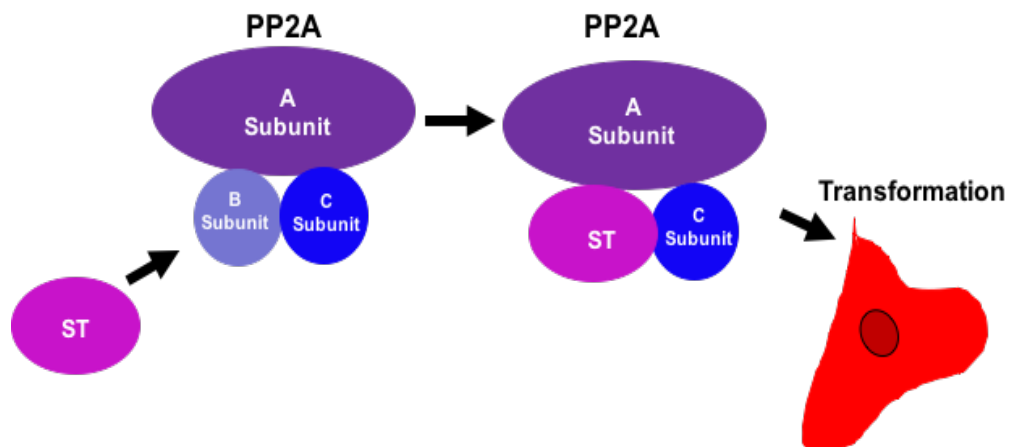 PP2A
A
Subunit
B
Subunit
C
Subunit
ST
PP2A
A
Subunit
ST
C
Subunit
Transformation